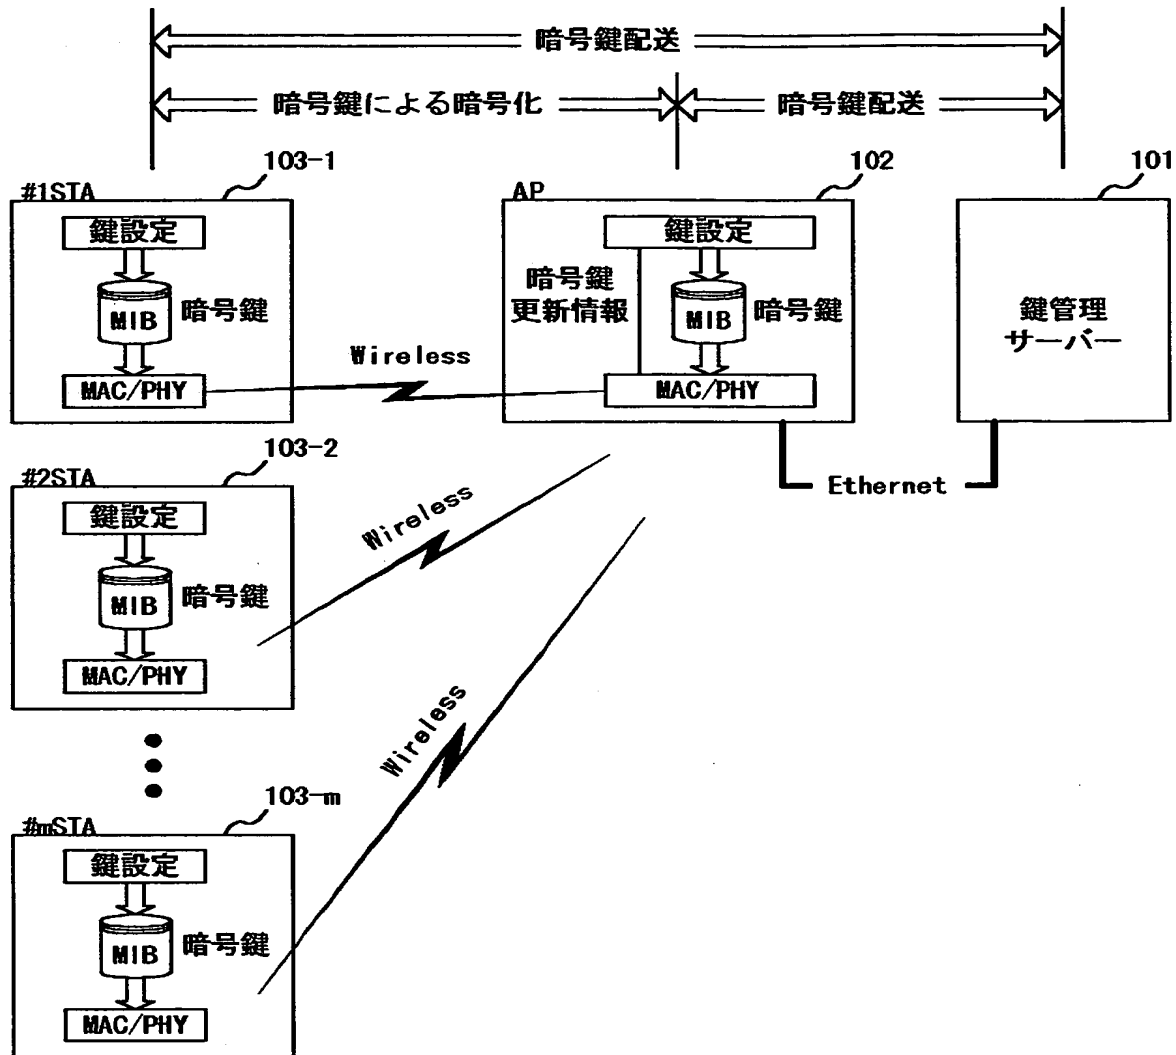 暗号鍵配送
暗号鍵による暗号化
暗号鍵配送
103-1
102
101
#1STA
AP
鍵設定
MIB
暗号鍵
MAC/PHY
Wireless
鍵設定
暗号鍵
更新情報
MIB
暗号鍵
MAC/PHY
鍵管理
サーバー
Ethernet
103-2
#2STA
鍵設定
MIB
暗号鍵
MAC/PHY
Wireless
103-m
#mSTA
鍵設定
MIB
暗号鍵
MAC/PHY
Wireless